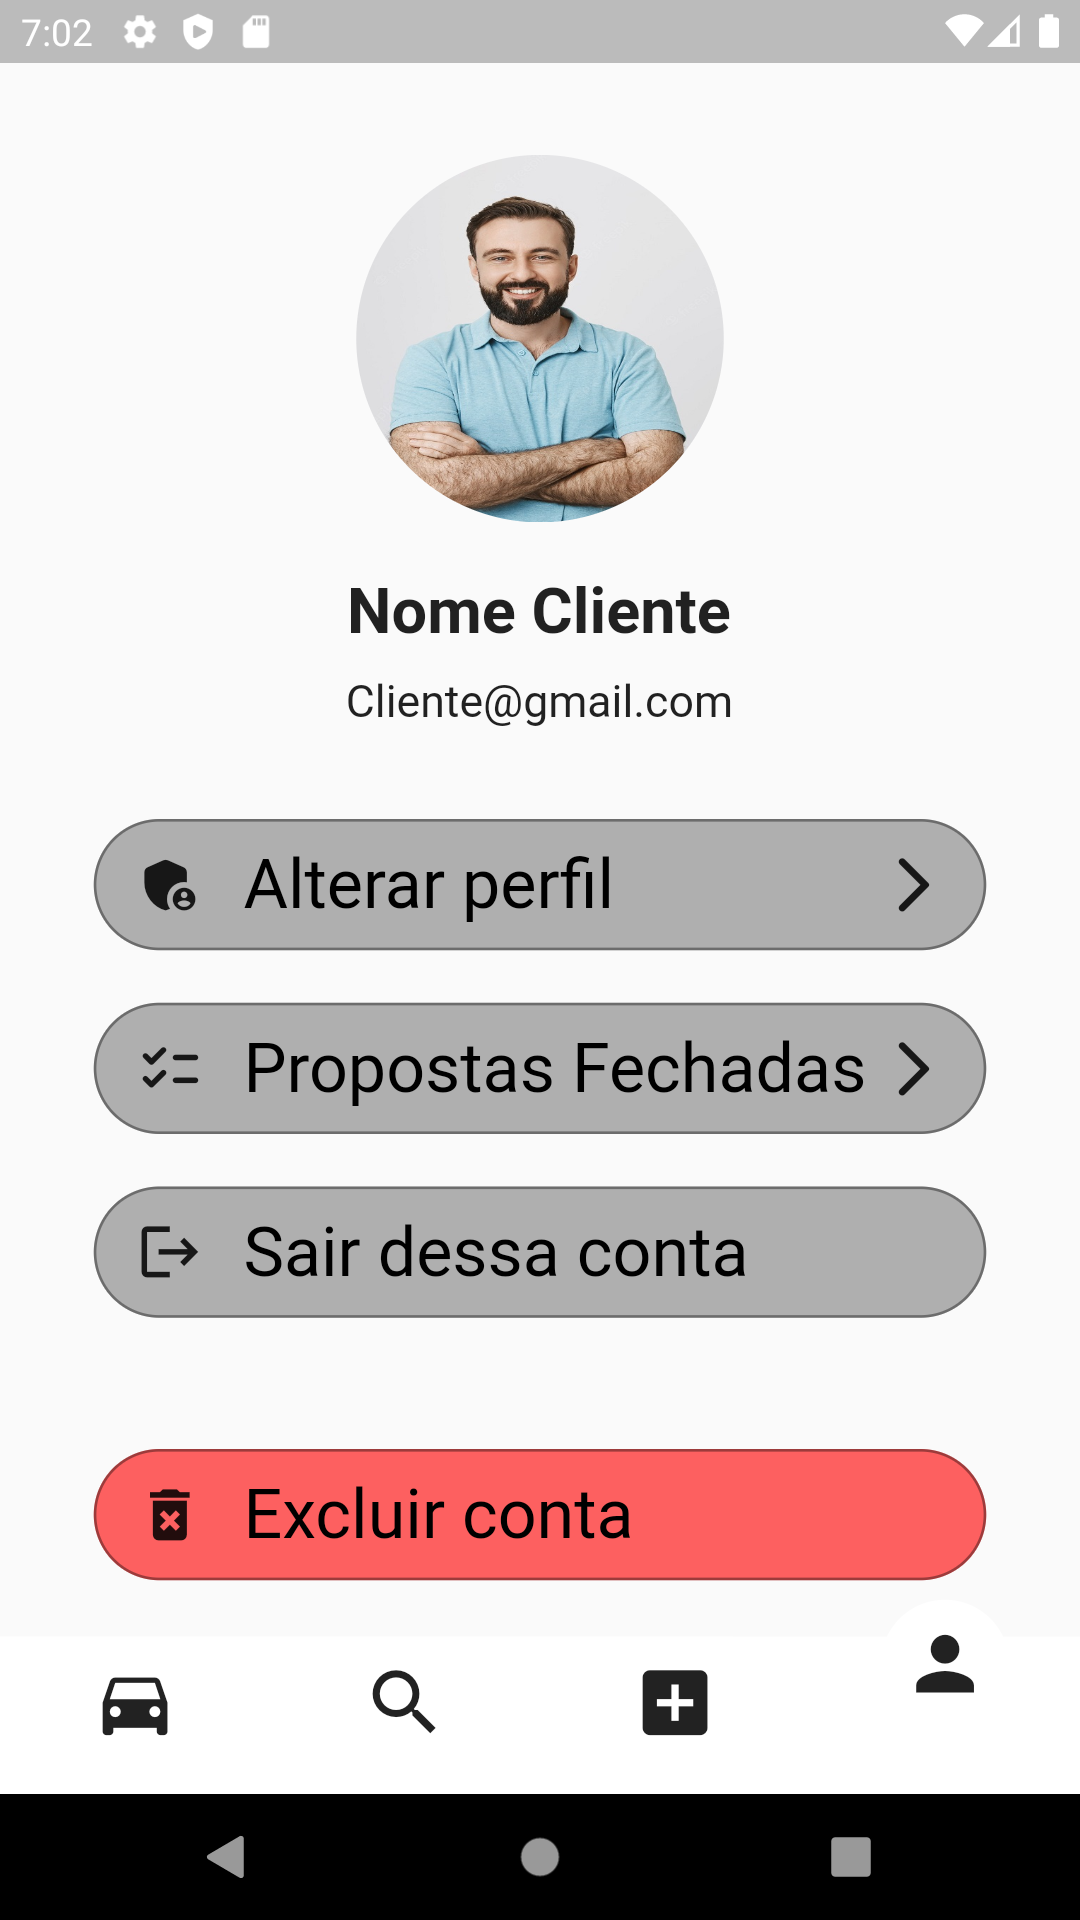 7:02
Nome Cliente
Cliente@gmail.com
Alterar perfil
Propostas Fechadas
Sair dessa conta
Excluir conta